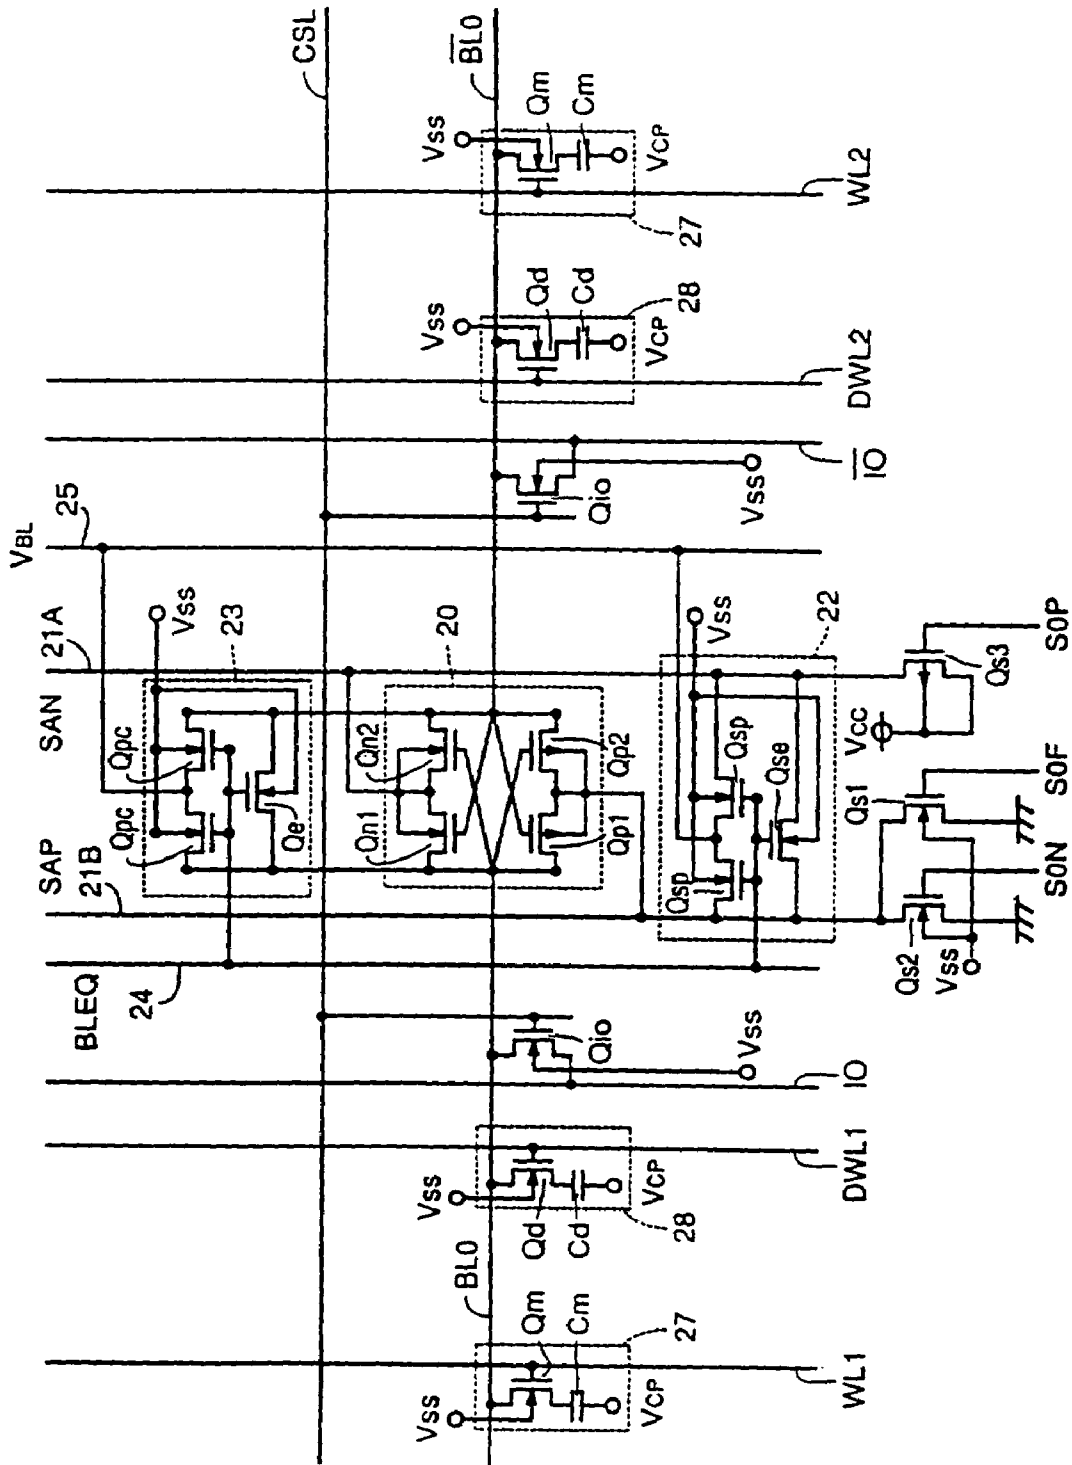 VBL
SAP
SAN
21A
25
BLEQ
21B
24
Qpc
Qpc
Vss
23
Qe
CSL
Qn1
Qn2
20
BL0
BL0
Vss
Vss
Vss
Vss
Qm
Qd
Qd
Qm
Cm
Cd
Cd
Cm
Qio
Qio
Qp1
Qp2
VCP
VCP
VCP
VCP
27
28
28
27
Vss
Vss
Qsp
Qsp
Vss
Qse
22
WL1
DWL1
IO
IO
DWL2
WL2
Qs2
Qs1
Vcc
Qs3
Vss
SON
SOF
SOP